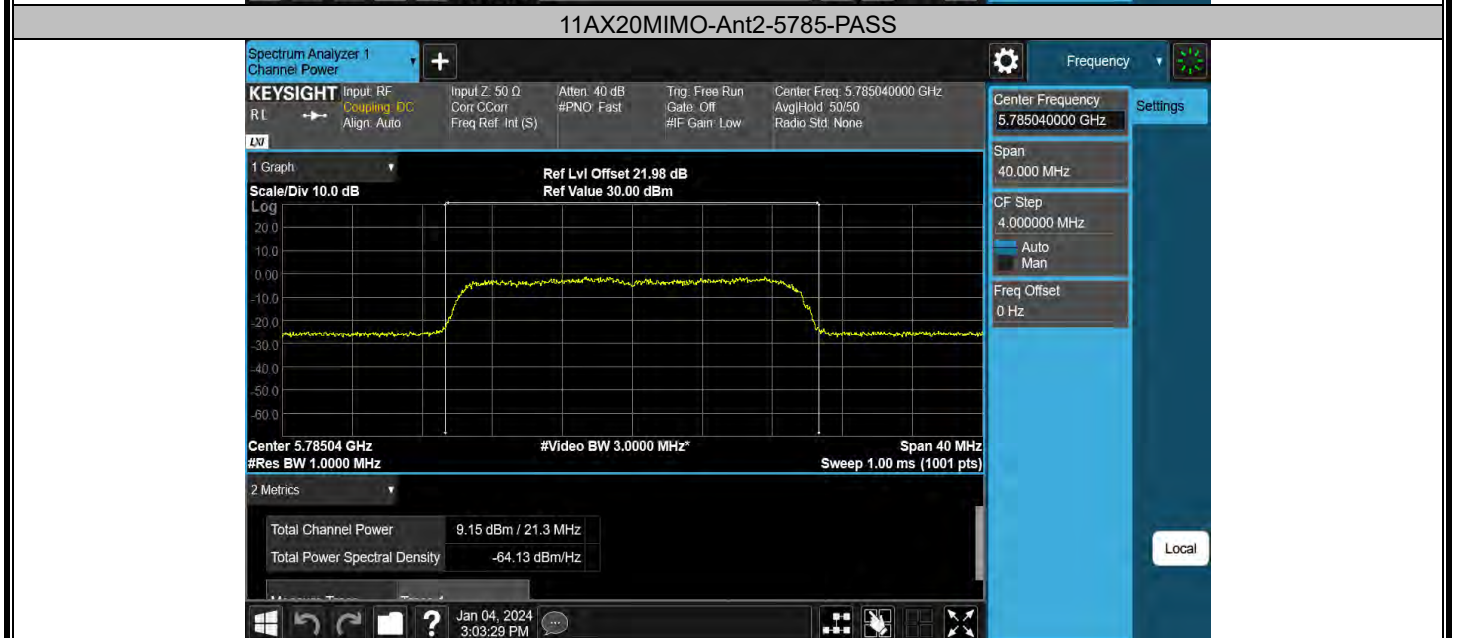 11AX20MIMO-Ant2-5785-PASS
Spectrum Analyzer 1
Channel Power
Frequency
KEYSIGHT
Input: RF
Coupling: DC
Align: Auto
Input Z: 50 Ω
Corr CCorr
Freq Ref: Int (S)
Atten: 40 dB
#PNO: Fast
Trig: Free Run
Gate: Off
#IF Gain: Low
Center Freq: 5.785040000 GHz
Avg|Hold: 50/50
Radio Std: None
LXI
Center Frequency
5.785040000 GHz
Settings
Span
40.000 MHz
CF Step
4.000000 MHz
Auto
Man
Freq Offset
0 Hz
1 Graph
Scale/Div 10.0 dB
Ref Lvl Offset 21.98 dB
Ref Value 30.00 dBm
Log
20.0
10.0
0.00
-10.0
-20.0
-30.0
-40.0
-50.0
-60.0
Center 5.78504 GHz
#Video BW 3.0000 MHz*
Span 40 MHz
#Res BW 1.0000 MHz
Sweep 1.00 ms (1001 pts)
2 Metrics
Total Channel Power 9.15 dBm / 21.3 MHz
Total Power Spectral Density -64.13 dBm/Hz
Local
Jan 04, 2024
3:03:29 PM